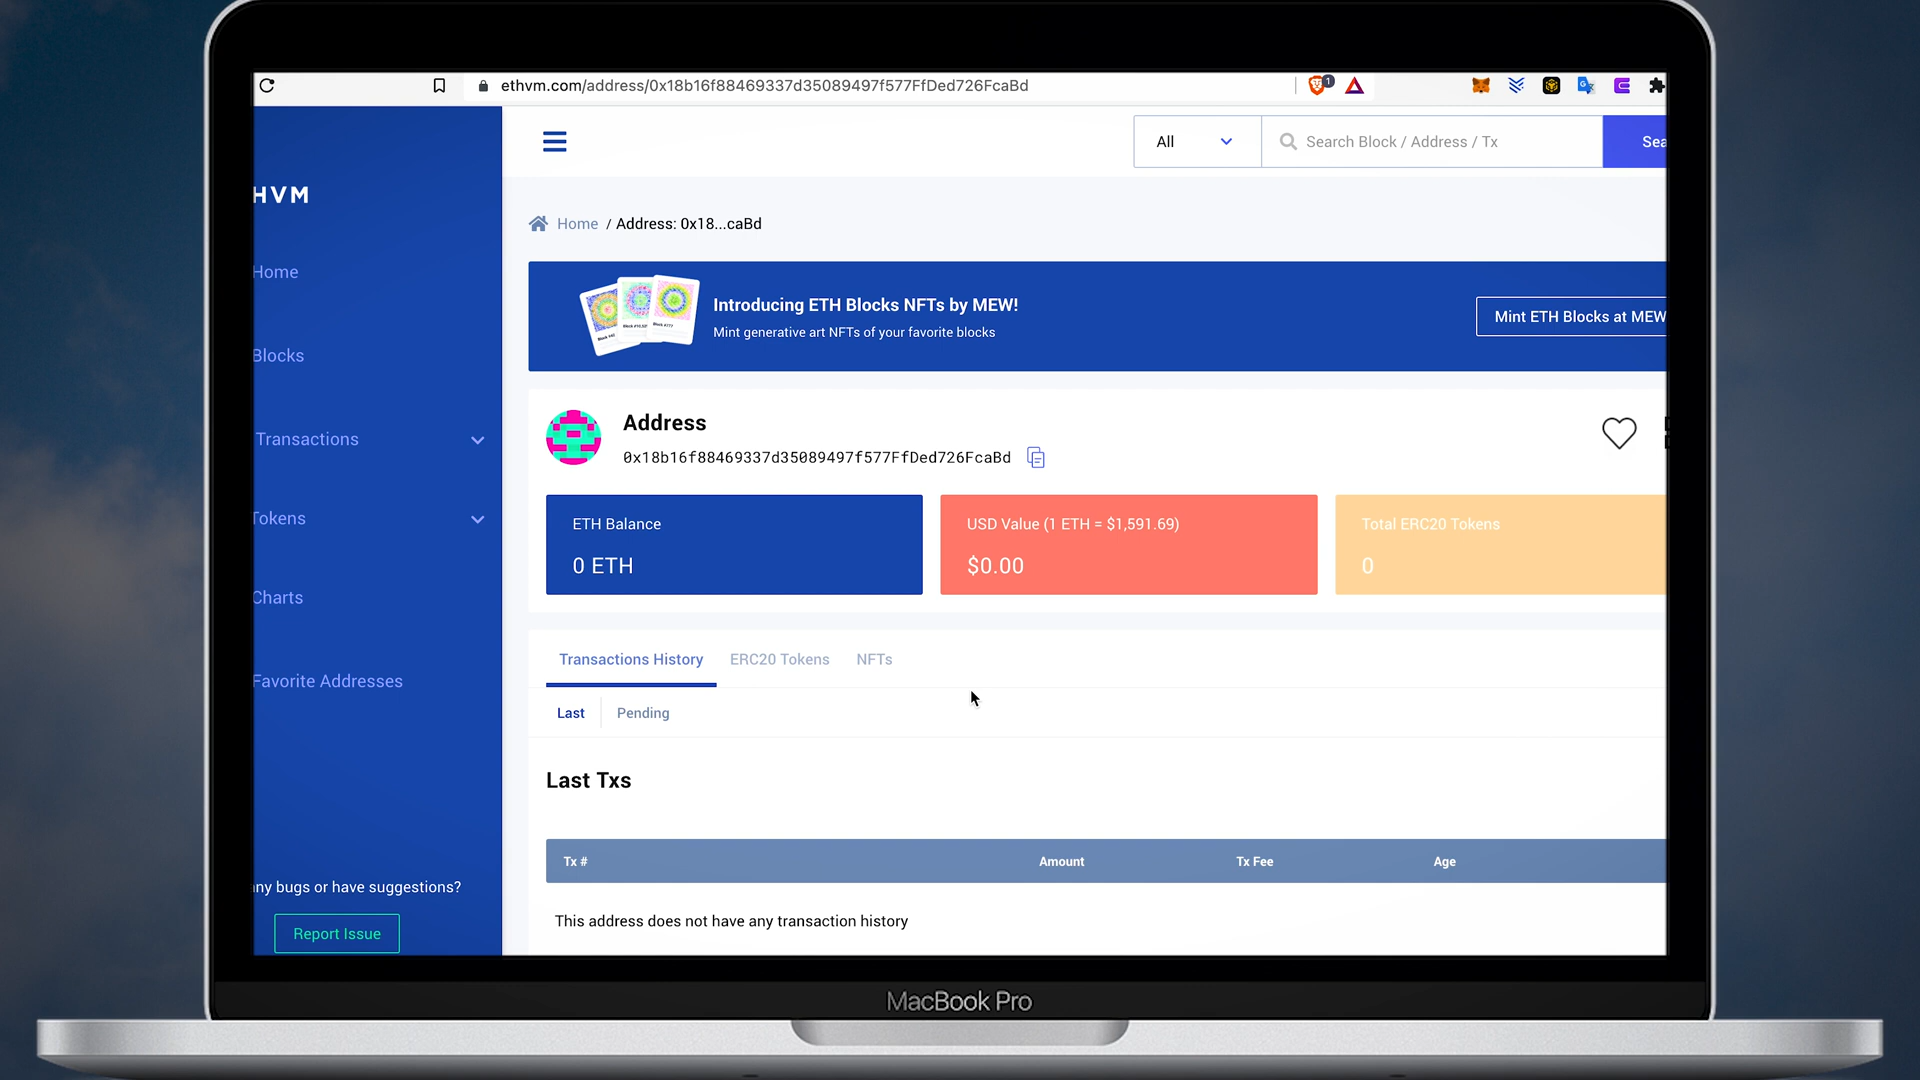 ethvm.com/address/0x18b16f88469337d35089497f577FfDed726FcaBd
1
HVM
Home
Blocks
Transactions
Tokens
Charts
Favorite Addresses
any bugs or have suggestions?
Report Issue
All
Search Block / Address / Tx
Sea
Home / Address: 0x18...caBd
Introducing ETH Blocks NFTs by MEW!
Mint generative art NFTs of your favorite blocks
Mint ETH Blocks at MEW
Address
0x18b16f88469337d35089497f577FfDed726FcaBd
ETH Balance
0 ETH
USD Value (1 ETH = $1,591.69)
$0.00
Total ERC20 Tokens
0
Transactions History ERC20 Tokens NFTs
Last Pending
Last Txs
Tx # Amount Tx Fee Age
This address does not have any transaction history
MacBook Pro